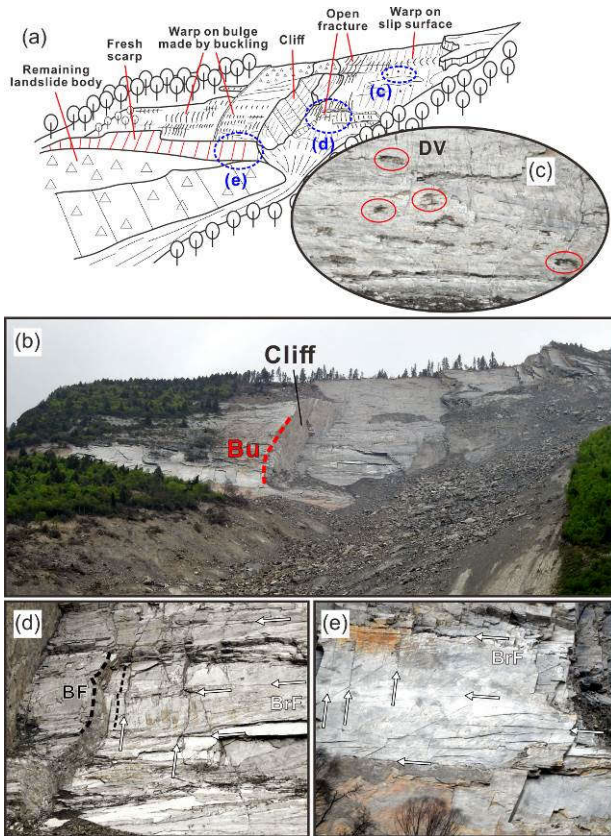 (a)
Remaining
landslide body
Fresh
scarp
Warp on bulge
made by buckling
Cliff
Open
fracture
Warp on
slip surface
(c)
(d)
(e)
DV
(c)
(b)
Cliff
Bu
(d)
BF
BrF
(e)
BrF